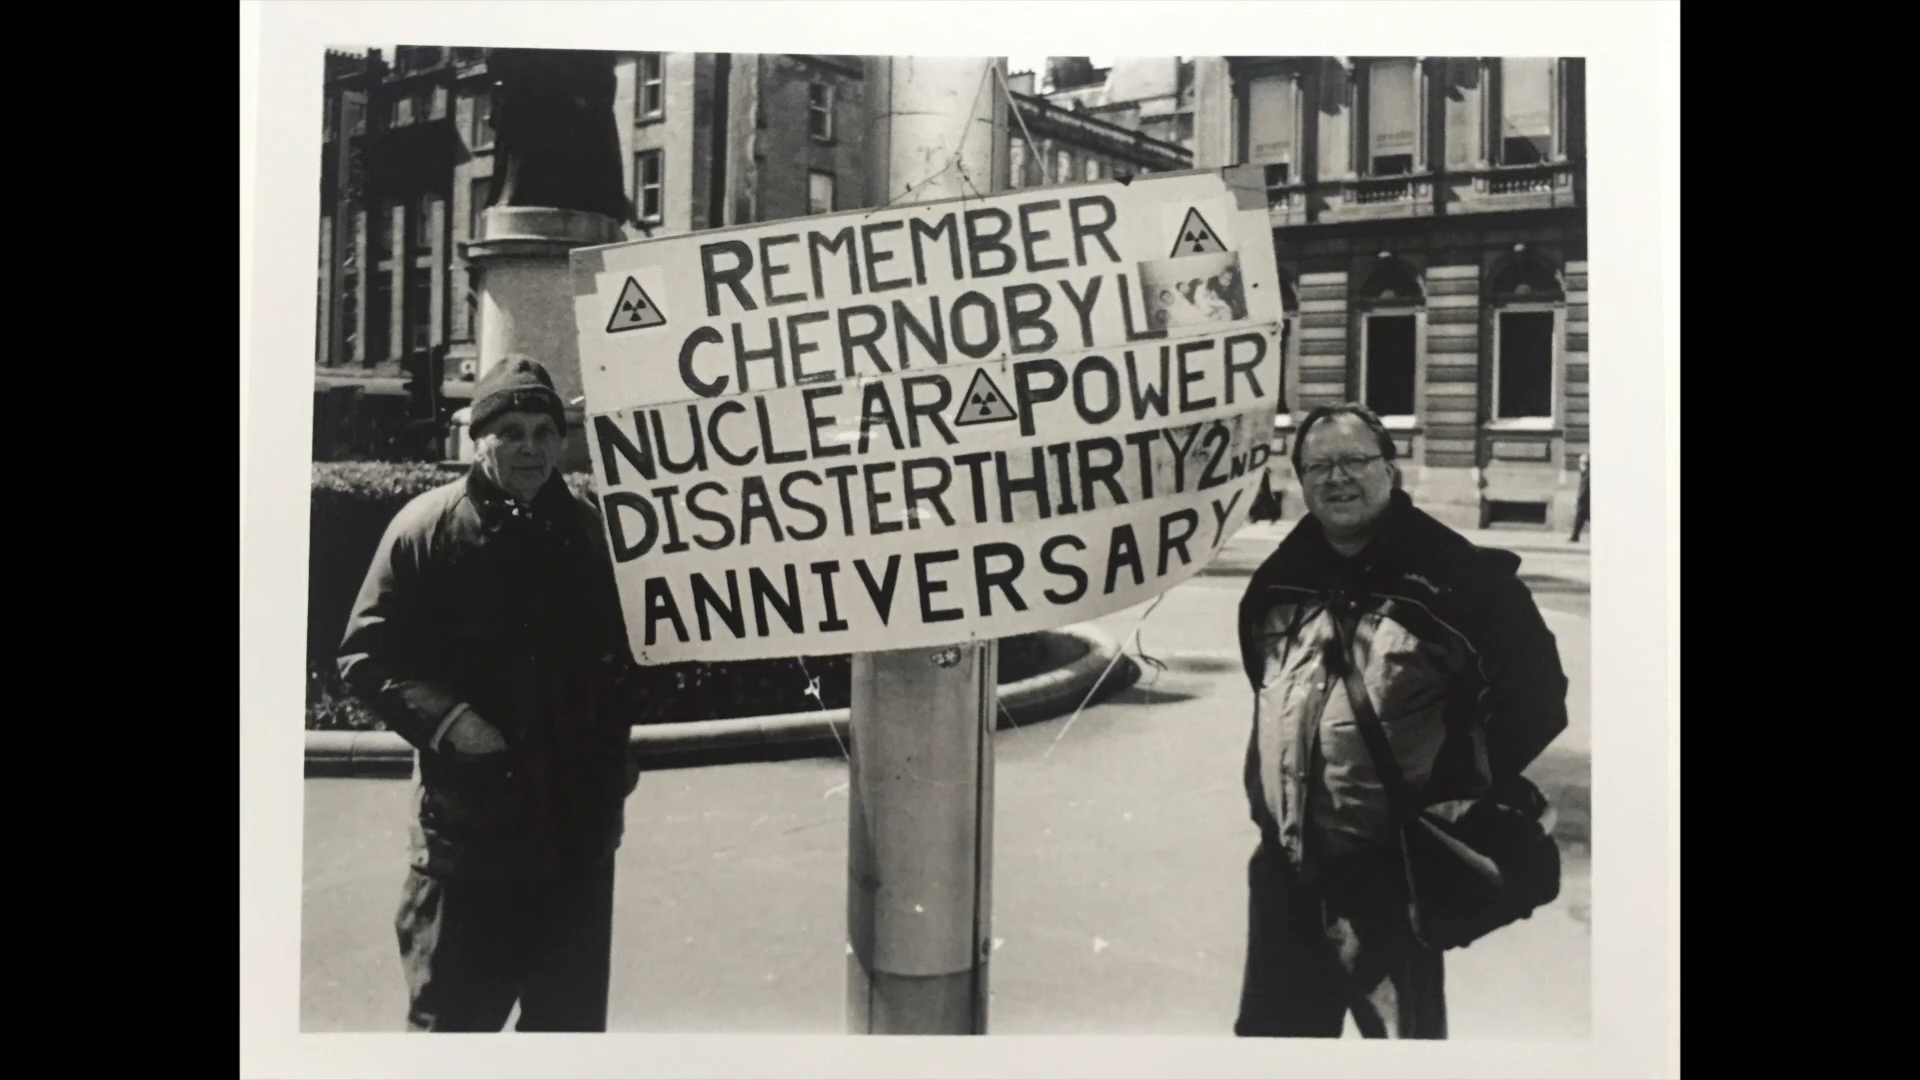 REMEMBER
CHERNOBYL
NUCLEAR POWER
DISASTER THIRTY 2ND
ANNIVERSARY